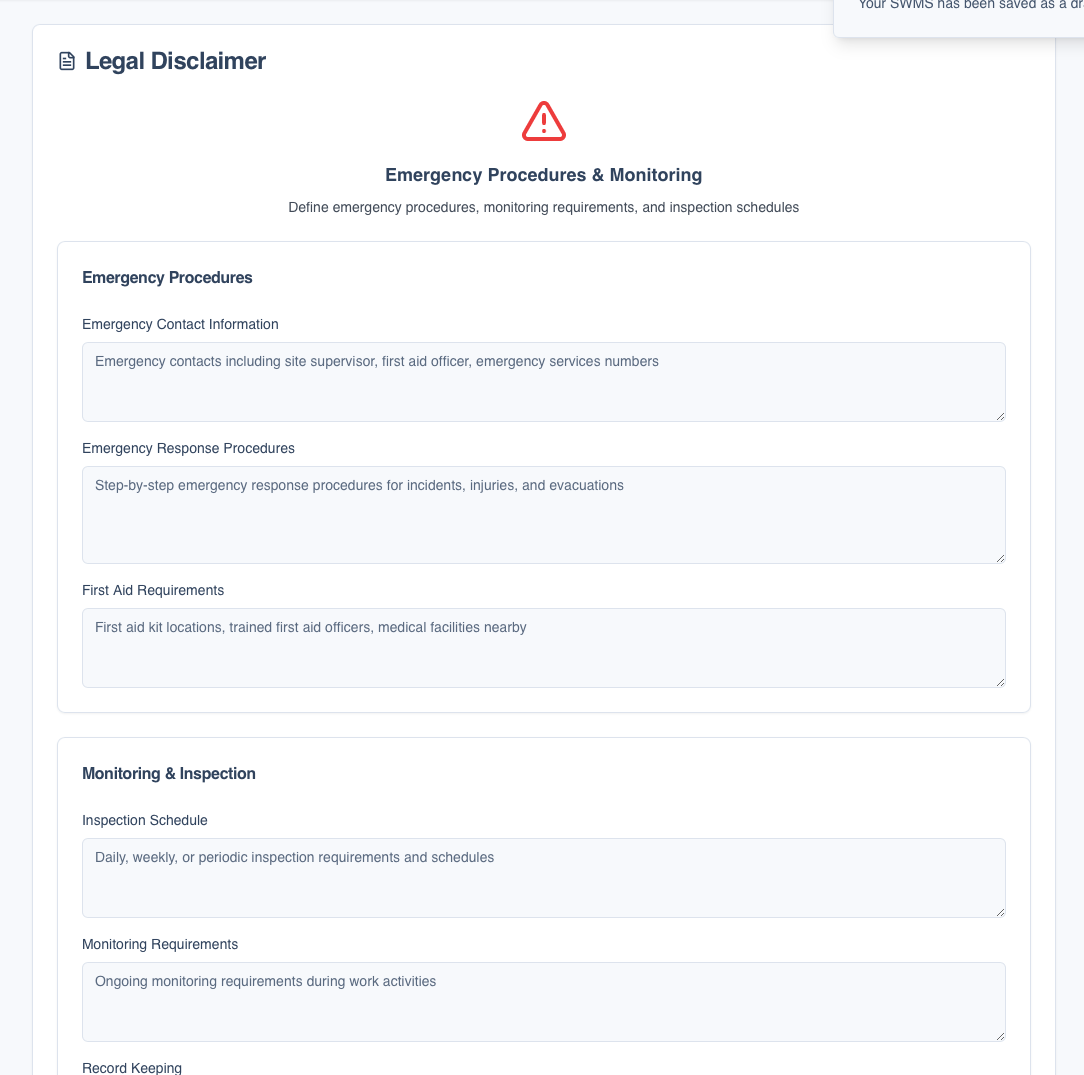 Your SWMS has been saved as a
Legal Disclaimer
Emergency Procedures & Monitoring
Define emergency procedures, monitoring requirements, and inspection schedules
Emergency Procedures
Emergency Contact Information
Emergency contacts including site supervisor, first aid officer, emergency services numbers
Emergency Response Procedures
Step-by-step emergency response procedures for incidents, injuries, and evacuations
First Aid Requirements
First aid kit locations, trained first aid officers, medical facilities nearby
Monitoring & Inspection
Inspection Schedule
Daily, weekly, or periodic inspection requirements and schedules
Monitoring Requirements
Ongoing monitoring requirements during work activities
Record Keeping